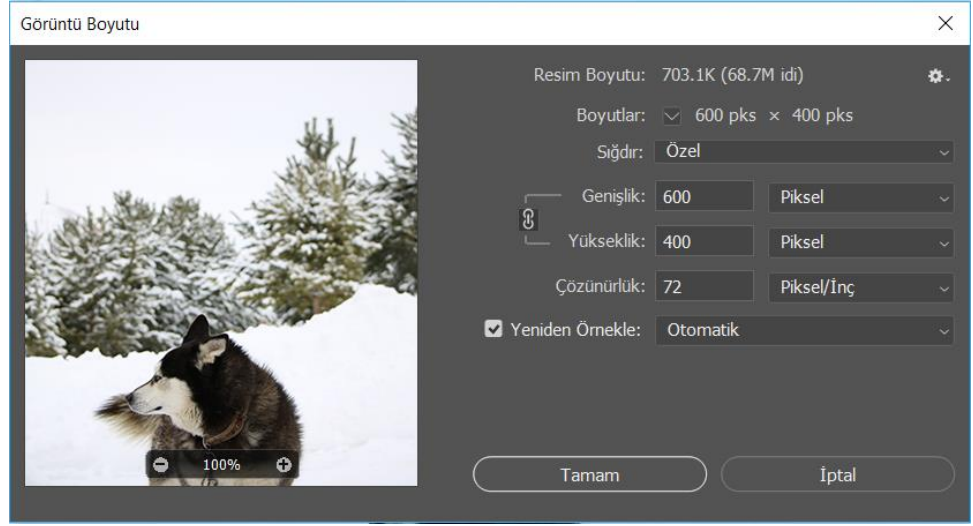 Görüntü Boyutu
Resim Boyutu: 703.1K (68.7M idi)
Boyutlar: 600 pks × 400 pks
Sığdır: Özel
Genişlik: 600 Piksel
Yükseklik: 400 Piksel
Çözünürlük: 72 Piksel/İnç
Yeniden Örnekle: Otomatik
100%
Tamam İptal